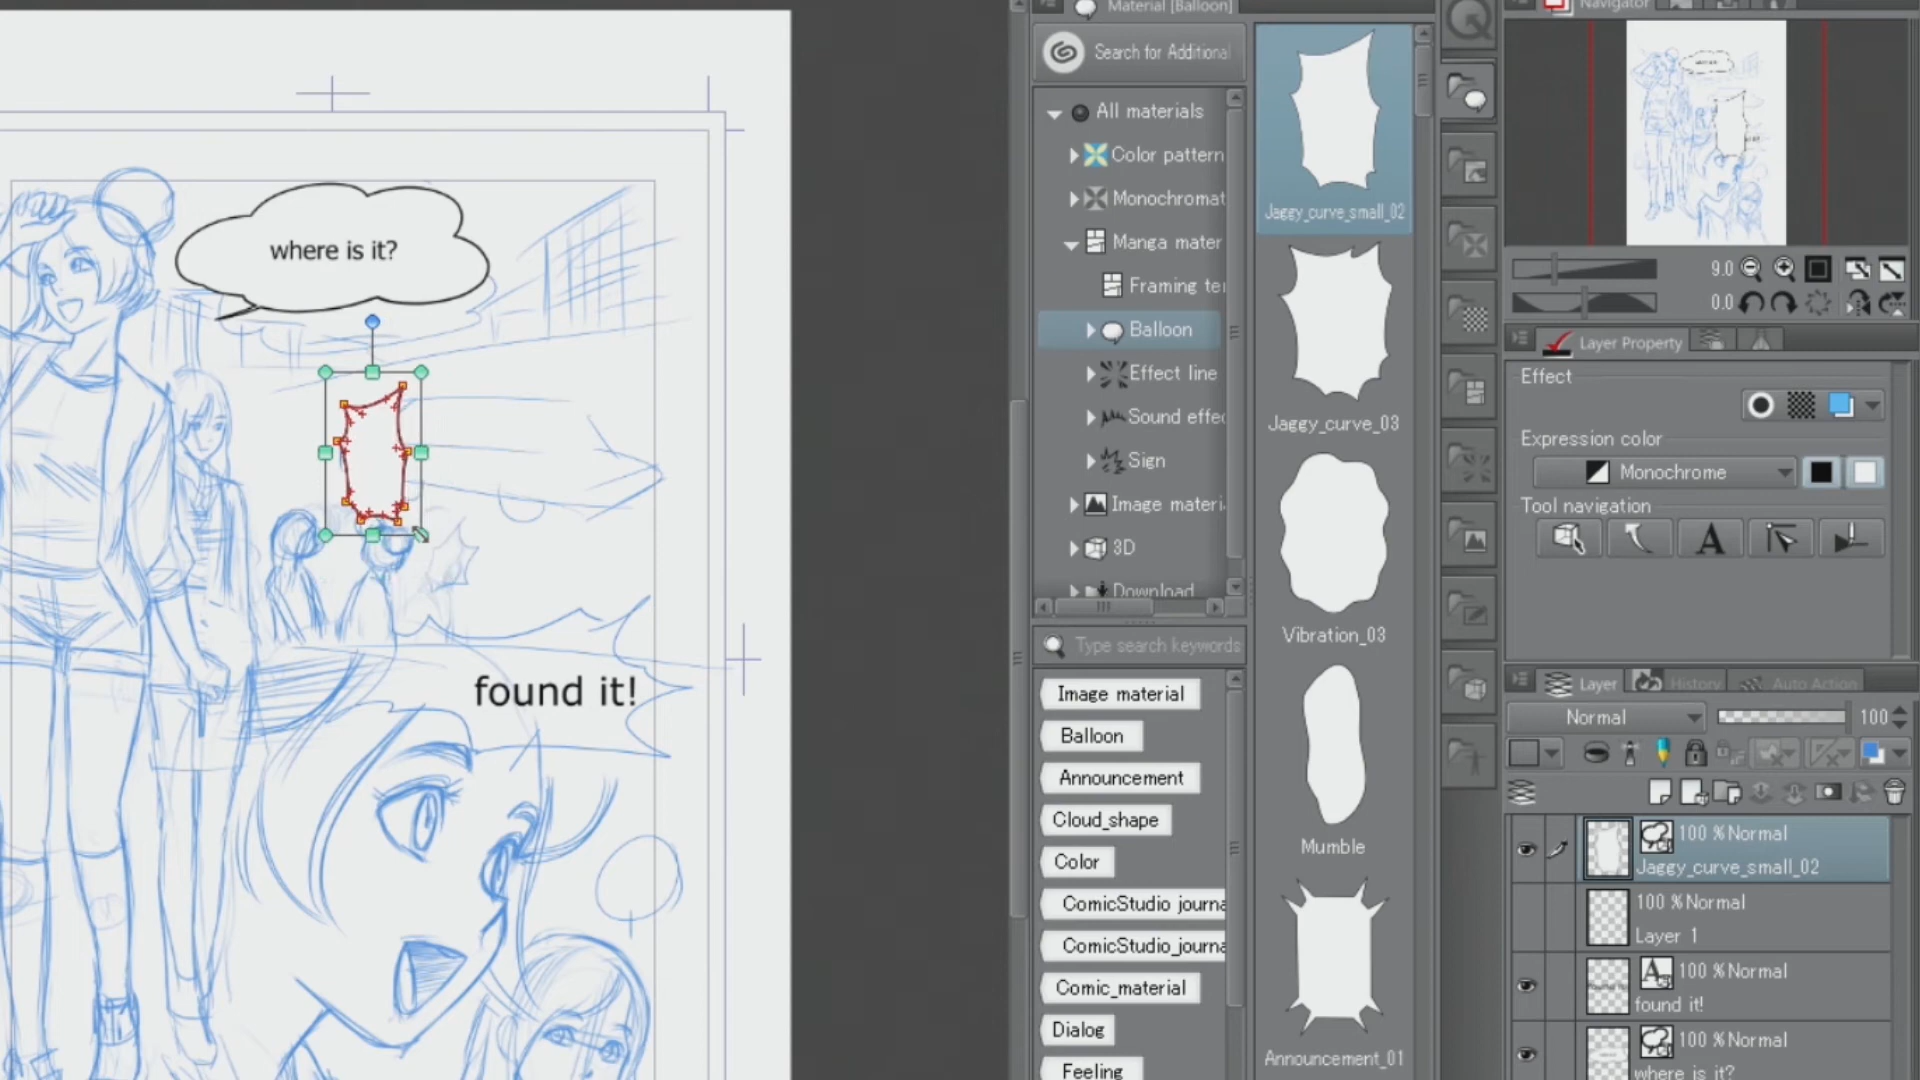 where is it?
found it!
Material [Balloon]
Search for Additional
All materials
Color pattern
Monochromat
Manga mater
Framing te
Balloon
Effect line
Sound effec
Sign
Image materi
3D
Download
Type search keywords
Image material
Balloon
Announcement
Cloud_shape
Color
ComicStudio journa
ComicStudio_journa
Comic_material
Dialog
Feeling
Jaggy_curve_small_02
Jaggy_curve_03
Vibration_03
Mumble
Announcement_01
Navigator
9.0
0.0
Layer Property
Effect
Expression color
Monochrome
Tool navigation
Layer
History
Auto Action
Normal
100
100 %Normal
Jaggy_curve_small_02
100 %Normal
Layer 1
100 %Normal
found it!
100 %Normal
where is it?